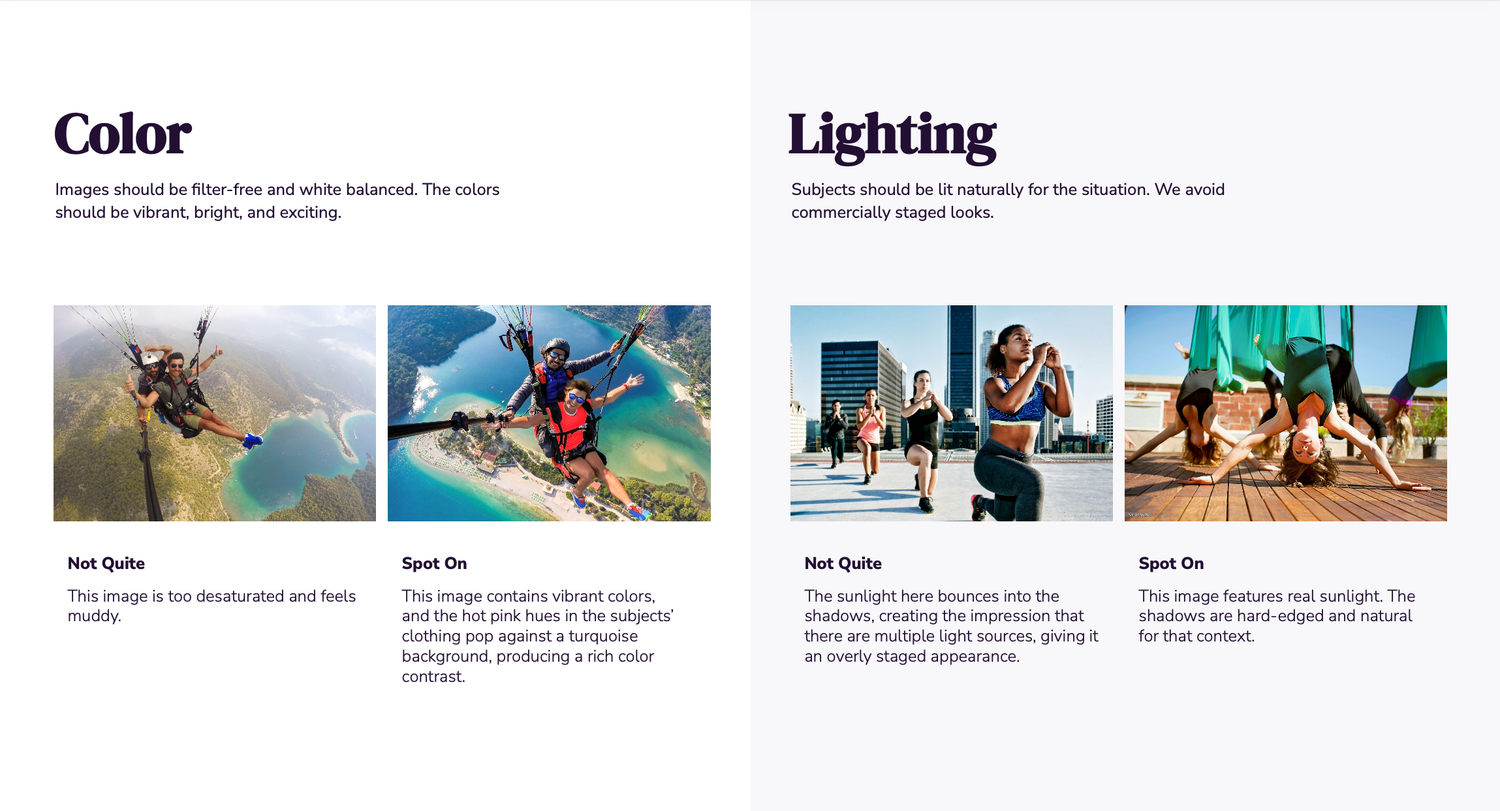 Color
Images should be filter-free and white balanced. The colors
should be vibrant, bright, and exciting.
Not Quite
This image is too desaturated and feels
muddy.
Spot On
This image contains vibrant colors,
and the hot pink hues in the subjects’
clothing pop against a turquoise
background, producing a rich color
contrast.
Lighting
Subjects should be lit naturally for the situation. We avoid
commercially staged looks.
Not Quite
The sunlight here bounces into the
shadows, creating the impression that
there are multiple light sources, giving it
an overly staged appearance.
Spot On
This image features real sunlight. The
shadows are hard-edged and natural
for that context.